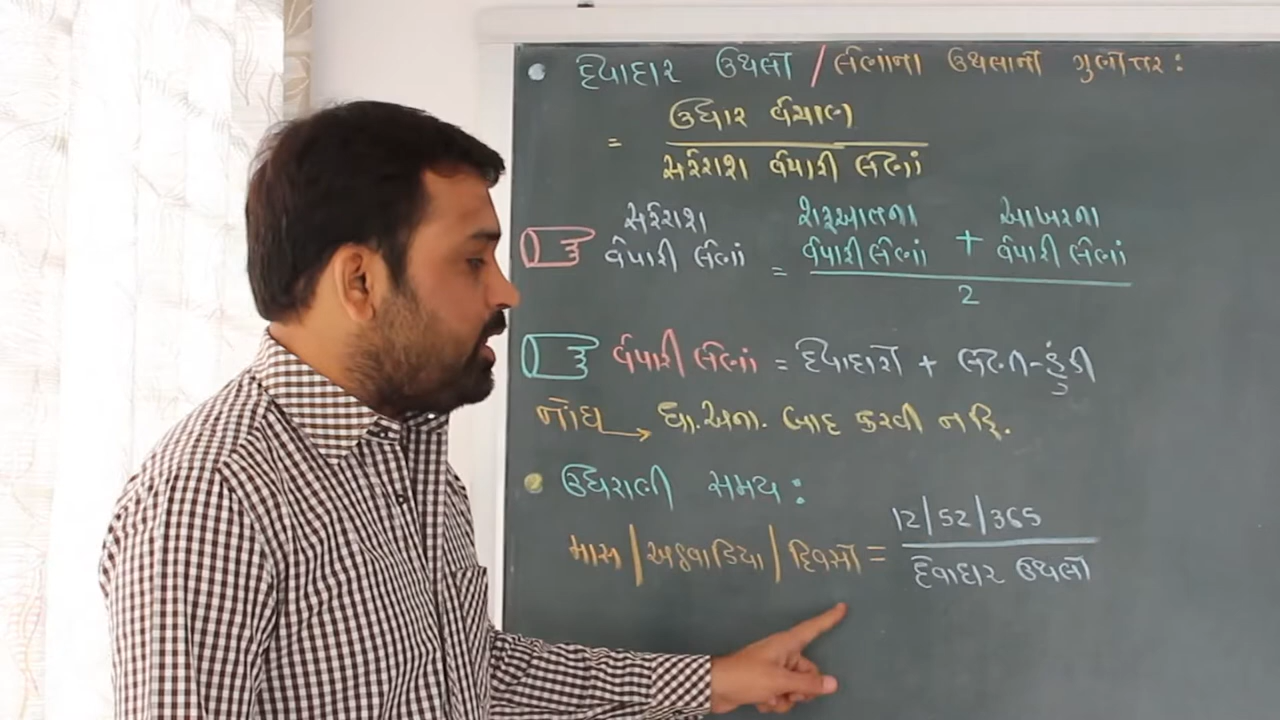 દેવાદાર ઉથલો / લેણાંના ઉથલાનો ગુણોત્તર :
= ઉધાર વેચાણ
સરેરાશ વેપારી લેણાં
સરેરાશ વેપારી લેણાં = શરૂઆતના વેપારી લેણાં + આખરના વેપારી લેણાં
2
વેપારી લેણાં = દેવાદારો + લેણી-હૂંડી
નોંધ → ઘા.અના. બાદ કરવી નહિ.
ઉઘરાણી સમય :
માસ / અઠવાડિયા / દિવસો = 12/52/365
દેવાદાર ઉથલો